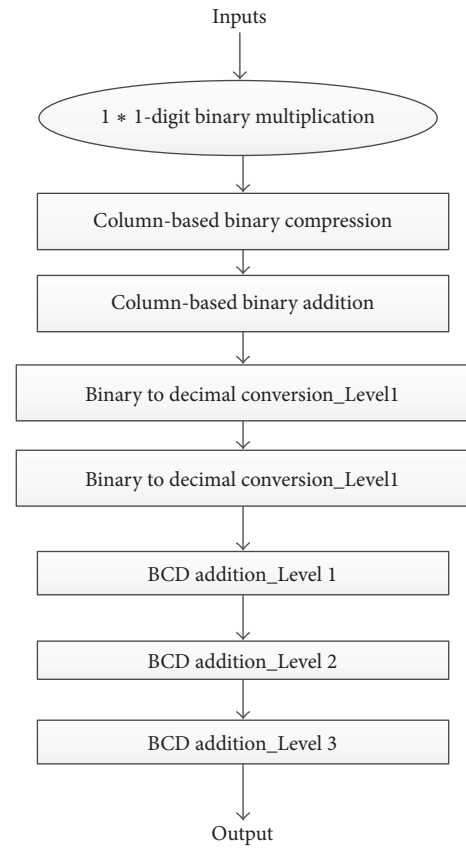 Inputs
1 ∗ 1-digit binary multiplication
Column-based binary compression
Column-based binary addition
Binary to decimal conversion_Level1
Binary to decimal conversion_Level1
BCD addition_Level 1
BCD addition_Level 2
BCD addition_Level 3
Output